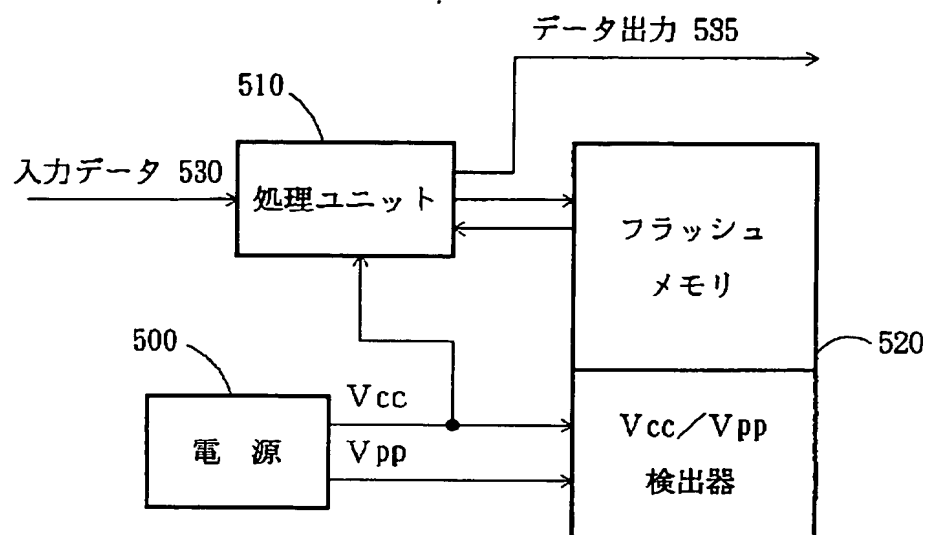 データ出力 535
510
入力データ 530
処理ユニット
フラッシュ
メモリ
500
520
Vcc
電 源
Vpp
Vcc/Vpp
検出器